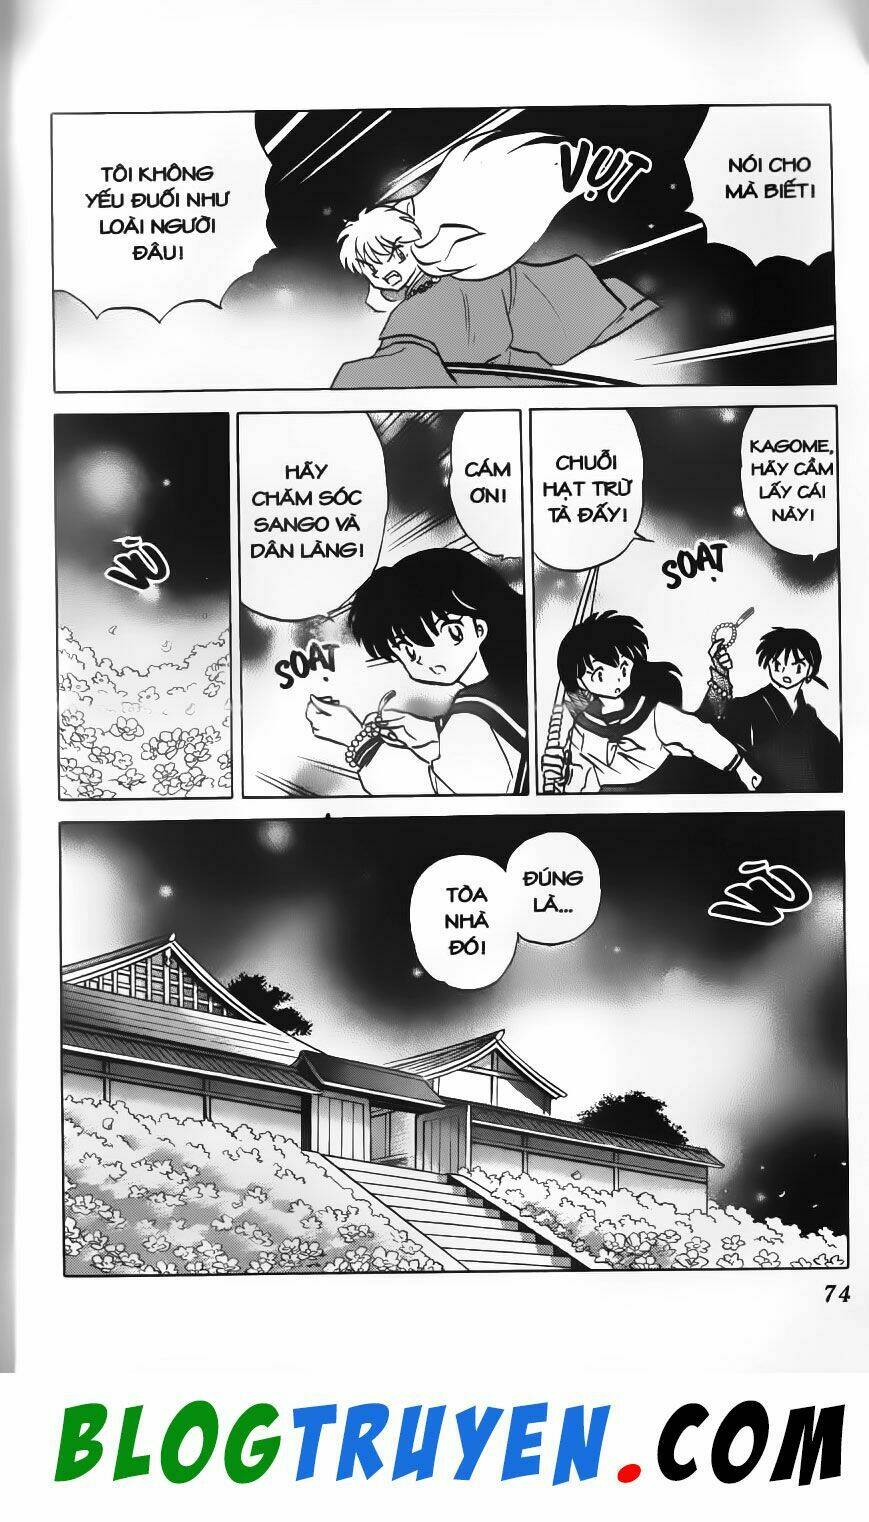 NÓI CHO
MÀ BIẾT!
VỤT
TÔI KHÔNG
YẾU ĐUỐI NHƯ
LOÀI NGƯỜI
ĐÂU!
KAGOME,
HÃY CẦM
LẤY CÁI
NÀY!
SOẠT
CHUỖI
HẠT TRỪ
TÀ ĐẤY!
CÁM
ƠN!
HÃY
CHĂM SÓC
SANGO VÀ
DÂN LÀNG!
SOẠT
VŨ
VŨ
ĐÚNG
LÀ...
TÒA
NHÀ
ĐÓ!
74
BLOGTRUYEN.COM